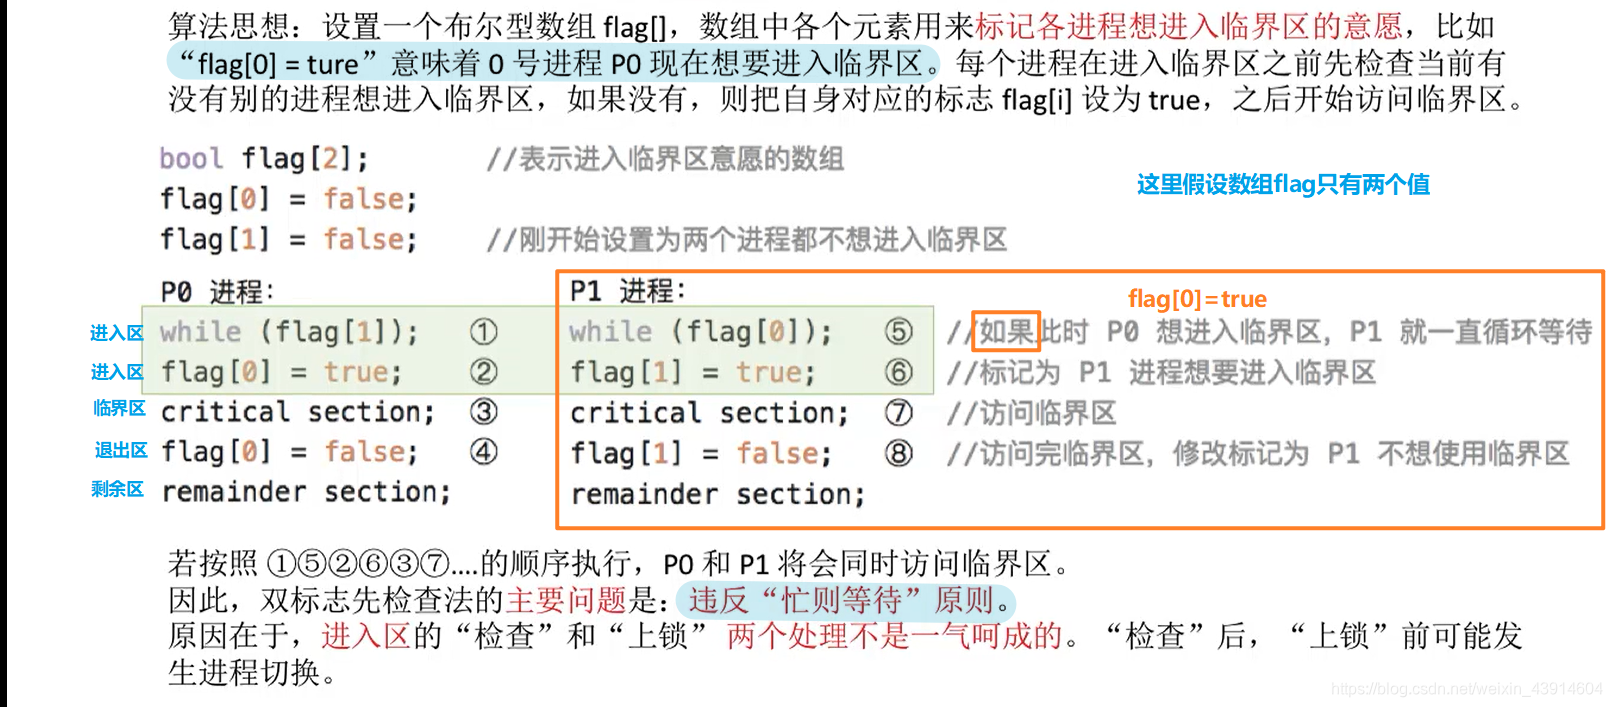 算法思想：设置一个布尔型数组 flag[]，数组中各个元素用来标记各进程想进入临界区的意愿，比如
“flag[0] = ture”意味着 0 号进程 P0 现在想要进入临界区。每个进程在进入临界区之前先检查当前有
没有别的进程想进入临界区，如果没有，则把自身对应的标志 flag[i] 设为 true，之后开始访问临界区。
bool flag[2]; //表示进入临界区意愿的数组
这里假设数组flag只有两个值
flag[0] = false;
flag[1] = false; //刚开始设置为两个进程都不想进入临界区
P0 进程： P1 进程：
flag[0]=true
进入区 while (flag[1]); ① while (flag[0]); ⑤ //如果此时 P0 想进入临界区，P1 就一直循环等待
进入区 flag[0] = true; ② flag[1] = true; ⑥ //标记为 P1 进程想要进入临界区
临界区 critical section; ③ critical section; ⑦ //访问临界区
退出区 flag[0] = false; ④ flag[1] = false; ⑧ //访问完临界区，修改标记为 P1 不想使用临界区
剩余区 remainder section; remainder section;
若按照 ①⑤②⑥③⑦....的顺序执行，P0 和 P1 将会同时访问临界区。
因此，双标志先检查法的主要问题是：违反“忙则等待”原则。
原因在于，进入区的“检查”和“上锁” 两个处理不是一气呵成的。“检查”后，“上锁”前可能发
生进程切换。
https://blog.csdn.net/weixin_43914604